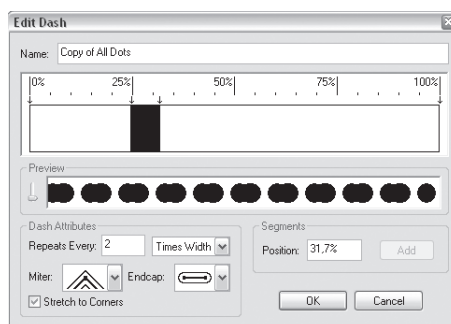 Edit Dash
Name: Copy of All Dots
0% 25% 50% 75% 100%
Preview
Dash Attributes
Repeats Every: 2 Times Width
Miter: Endcap:
Stretch to Corners
Segments
Position: 31,7% Add
OK Cancel